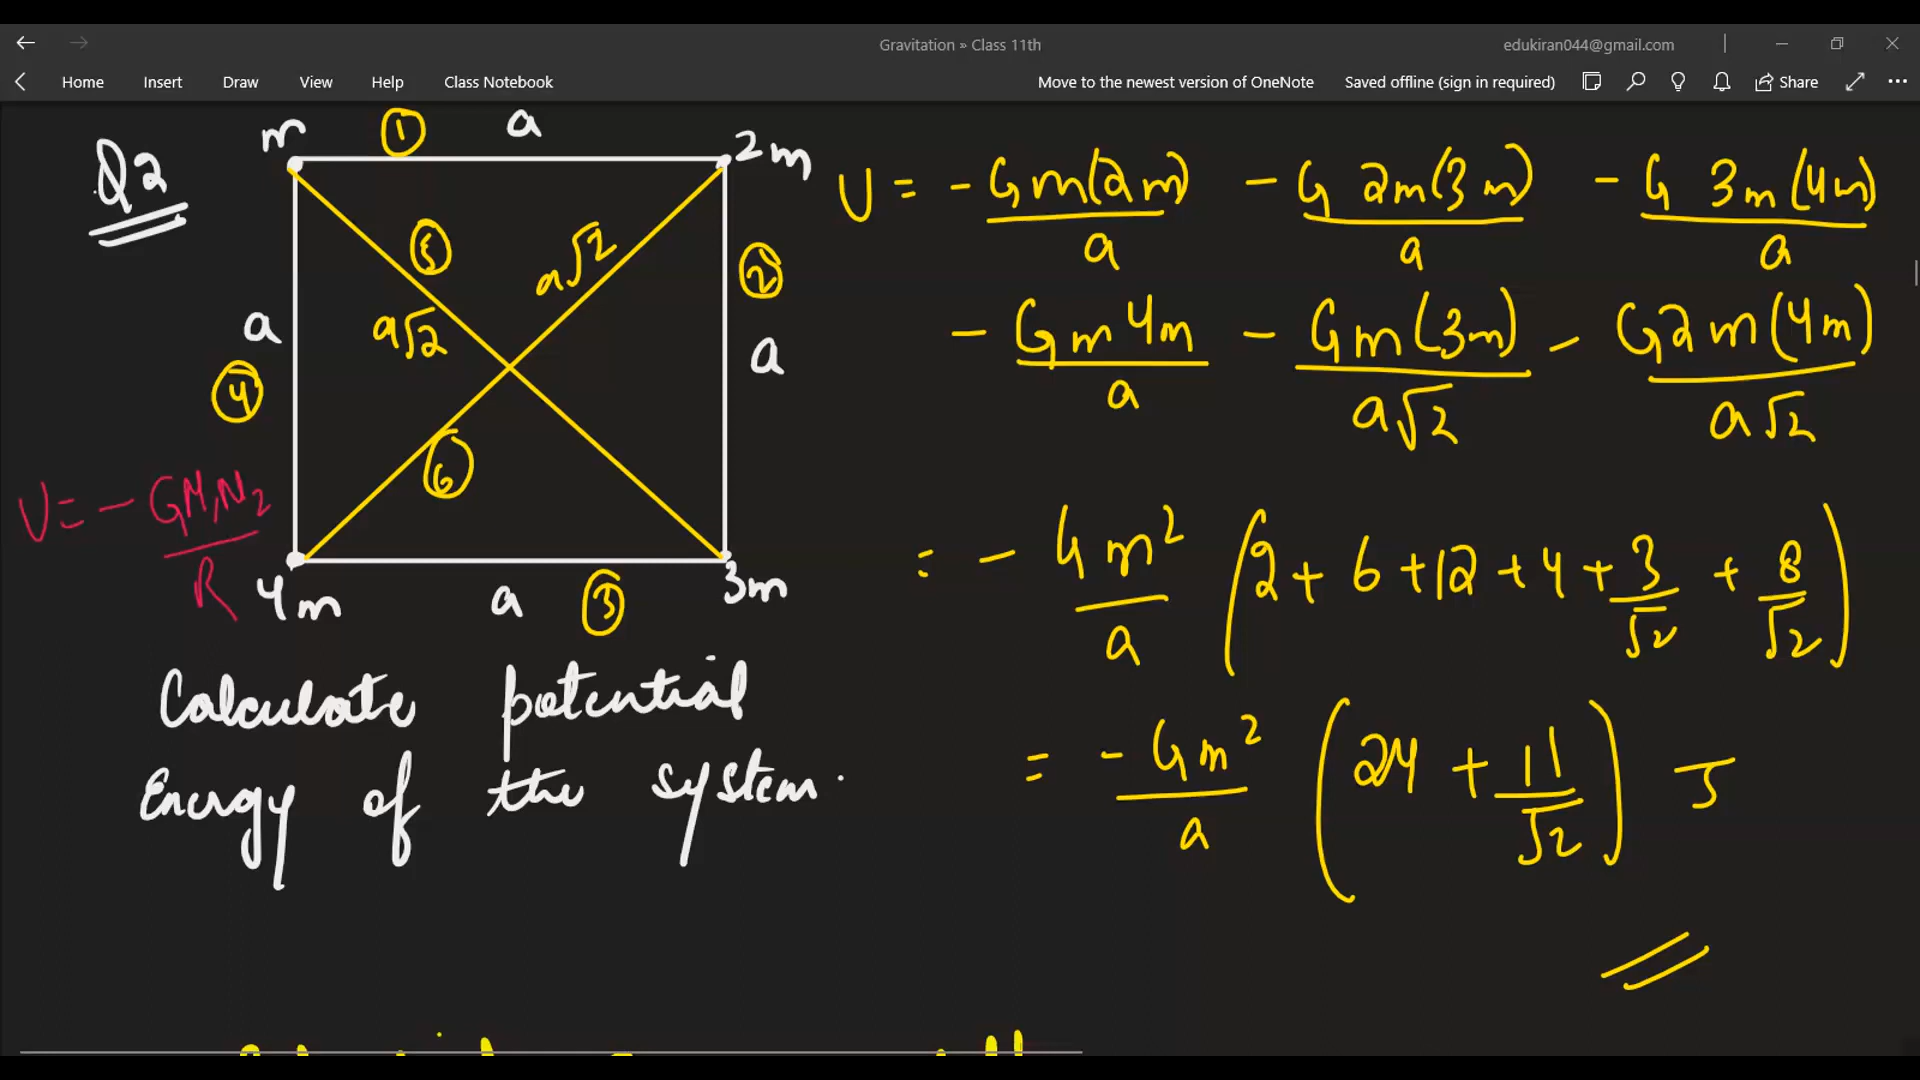 Gravitation » Class 11th
edukiran044@gmail.com
Home Insert Draw View Help Class Notebook
Move to the newest version of OneNote Saved offline (sign in required) Share
Q2
m ① a 2m
⑤ a√2 ②
a a√2 a
④ ⑥
4m a ③ 3m
U = - GM₁M₂/R
Calculate potential
Energy of the system.
U = - Gm(2m)/a - G 2m(3m)/a - G 3m(4m)/a
- Gm4m/a - Gm(3m)/a√2 - G2m(4m)/a√2
= - Gm²/a (2 + 6 + 12 + 4 + 3/√2 + 8/√2)
= - Gm²/a (24 + 11/√2) J